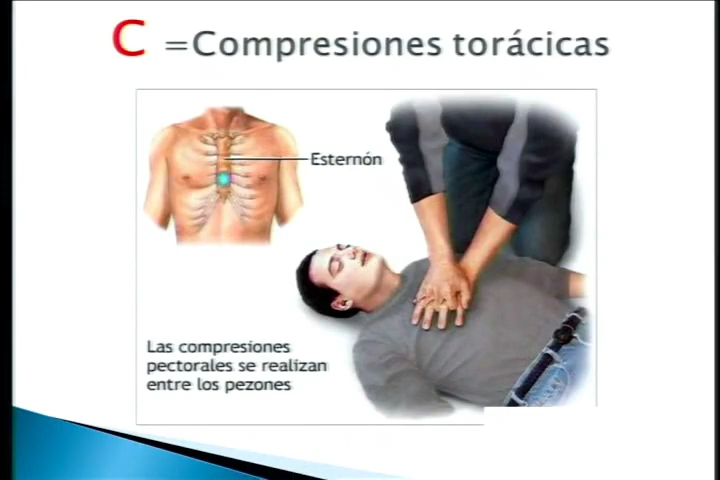 C =Compresiones torácicas
Esternón
Las compresiones
pectorales se realizan
entre los pezones